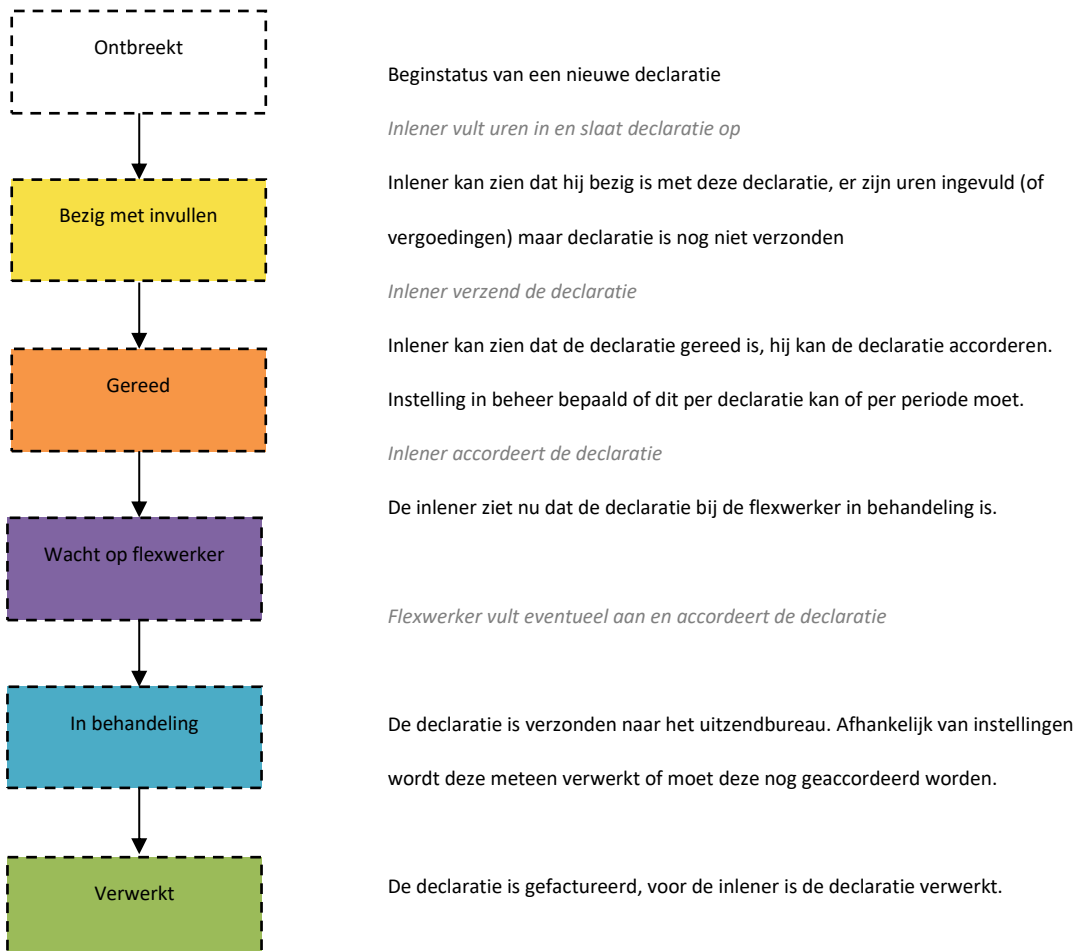 Ontbreekt
Beginstatus van een nieuwe declaratie
Inlener vult uren in en slaat declaratie op
Bezig met invullen
Inlener kan zien dat hij bezig is met deze declaratie, er zijn uren ingevuld (of
vergoedingen) maar declaratie is nog niet verzonden
Inlener verzend de declaratie
Gereed
Inlener kan zien dat de declaratie gereed is, hij kan de declaratie accorderen.
Instelling in beheer bepaald of dit per declaratie kan of per periode moet.
Inlener accordeert de declaratie
De inlener ziet nu dat de declaratie bij de flexwerker in behandeling is.
Wacht op flexwerker
Flexwerker vult eventueel aan en accordeert de declaratie
In behandeling
De declaratie is verzonden naar het uitzendbureau. Afhankelijk van instellingen
wordt deze meteen verwerkt of moet deze nog geaccordeerd worden.
Verwerkt
De declaratie is gefactureerd, voor de inlener is de declaratie verwerkt.